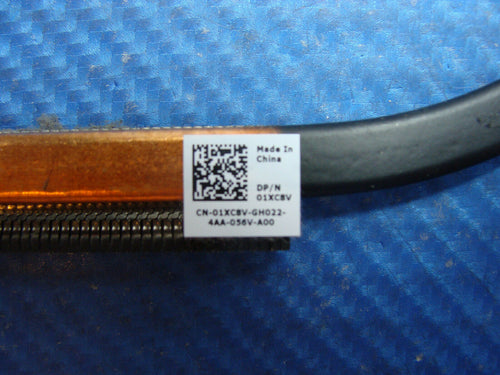 Made In
China
DP/N
01XCBV
CN-01XCBV-GH022-
4AA-056V-A00